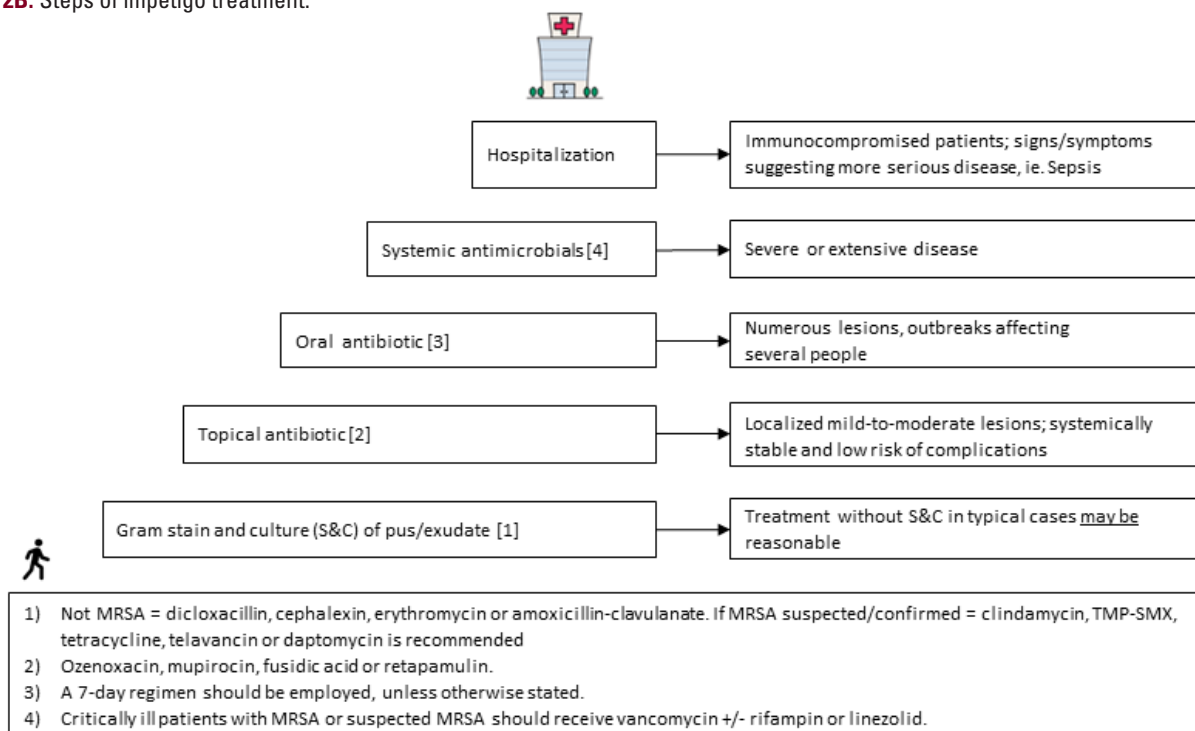 2B. Steps of impetigo treatment.
Hospitalization
Immunocompromised patients; signs/symptoms
suggesting more serious disease, ie. Sepsis
Systemic antimicrobials [4]
Severe or extensive disease
Oral antibiotic [3]
Numerous lesions, outbreaks affecting
several people
Topical antibiotic [2]
Localized mild-to-moderate lesions; systemically
stable and low risk of complications
Gram stain and culture (S&C) of pus/exudate [1]
Treatment without S&C in typical cases may be
reasonable
1) Not MRSA = dicloxacillin, cephalexin, erythromycin or amoxicillin-clavulanate. If MRSA suspected/confirmed = clindamycin, TMP-SMX,
tetracycline, telavancin or daptomycin is recommended
2) Ozenoxacin, mupirocin, fusidic acid or retapamulin.
3) A 7-day regimen should be employed, unless otherwise stated.
4) Critically ill patients with MRSA or suspected MRSA should receive vancomycin +/- rifampin or linezolid.